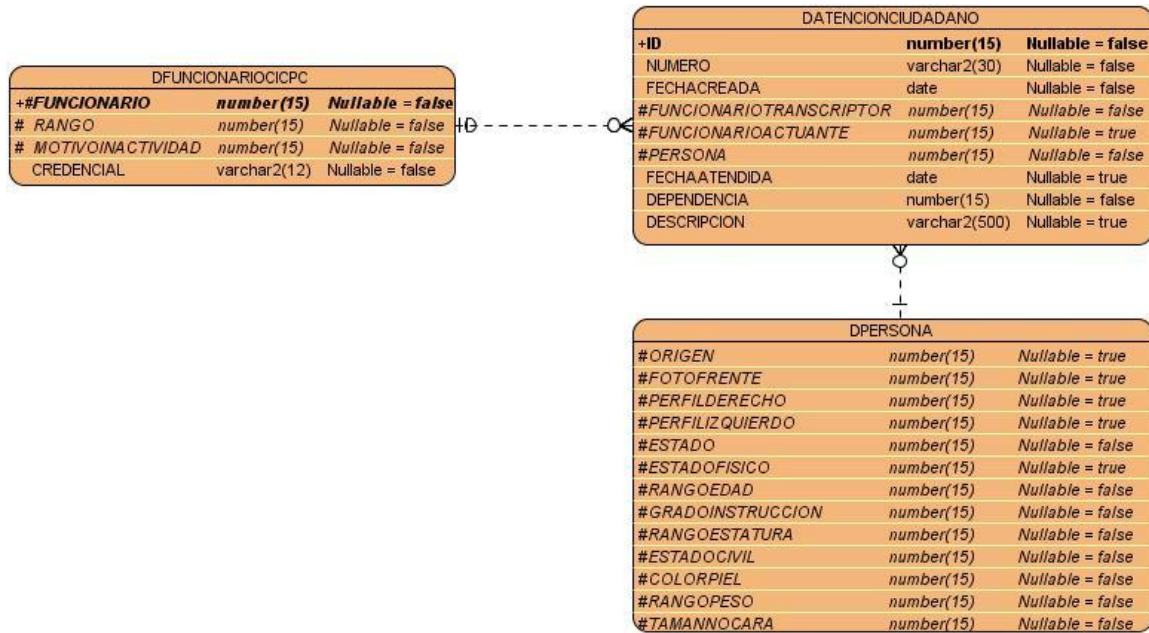 DFUNCIONARIOCICPC
+#FUNCIONARIO number(15) Nullable = false
# RANGO number(15) Nullable = false
# MOTIVOINACTIVIDAD number(15) Nullable = false
CREDENCIAL varchar2(12) Nullable = false
DATENCIONCIUDADANO
+ID number(15) Nullable = false
NUMERO varchar2(30) Nullable = false
FECHACREADA date Nullable = false
#FUNCIONARIOTRANSCRIPTOR number(15) Nullable = false
#FUNCIONARIOACTUANTE number(15) Nullable = true
#PERSONA number(15) Nullable = false
FECHAATENDIDA date Nullable = true
DEPENDENCIA number(15) Nullable = false
DESCRIPCION varchar2(500) Nullable = true
DPERSONA
#ORIGEN number(15) Nullable = true
#FOTOFRENTE number(15) Nullable = true
#PERFILDERECHO number(15) Nullable = true
#PERFILIZQUIERDO number(15) Nullable = true
#ESTADO number(15) Nullable = false
#ESTADOFISICO number(15) Nullable = true
#RANGOEDAD number(15) Nullable = false
#GRADOINSTRUCCION number(15) Nullable = false
#RANGOESTATURA number(15) Nullable = false
#ESTADOCIVIL number(15) Nullable = false
#COLORPIEL number(15) Nullable = false
#RANGOPESO number(15) Nullable = false
#TAMANNOCARA number(15) Nullable = false